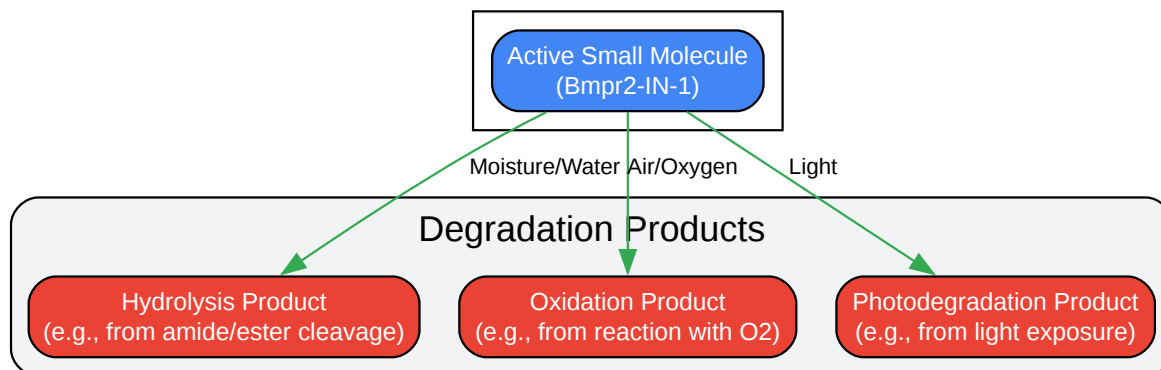 Active Small Molecule
(Bmpr2-IN-1)
Moisture/Water
Air/Oxygen
Light
Degradation Products
Hydrolysis Product
(e.g., from amide/ester cleavage)
Oxidation Product
(e.g., from reaction with O2)
Photodegradation Product
(e.g., from light exposure)